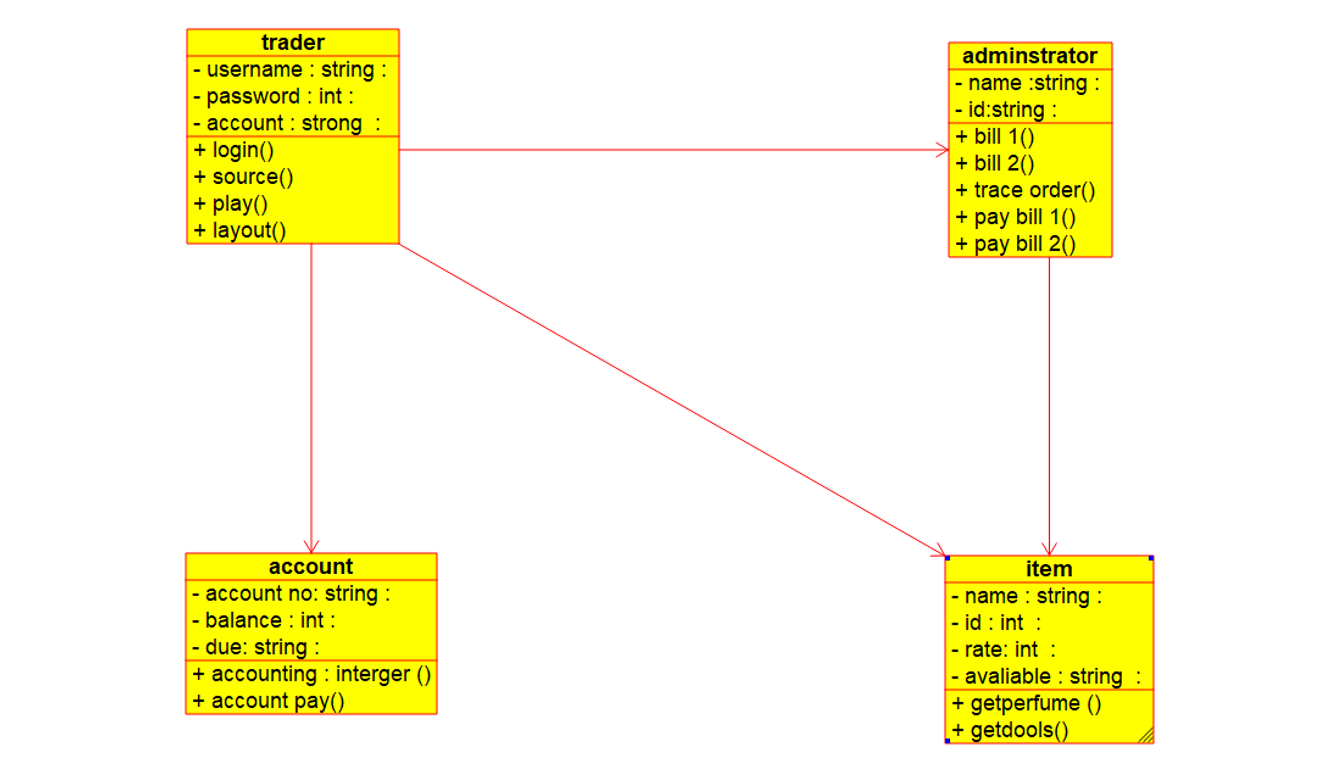 trader
- username : string :
- password : int :
- account : strong  :
+ login()
+ source()
+ play()
+ layout()
adminstrator
- name :string :
- id:string :
+ bill 1()
+ bill 2()
+ trace order()
+ pay bill 1()
+ pay bill 2()
account
- account no: string :
- balance : int :
- due: string :
+ accounting : interger ()
+ account pay()
item
- name : string :
- id : int  :
- rate: int  :
- avaliable : string  :
+ getperfume ()
+ getdools()